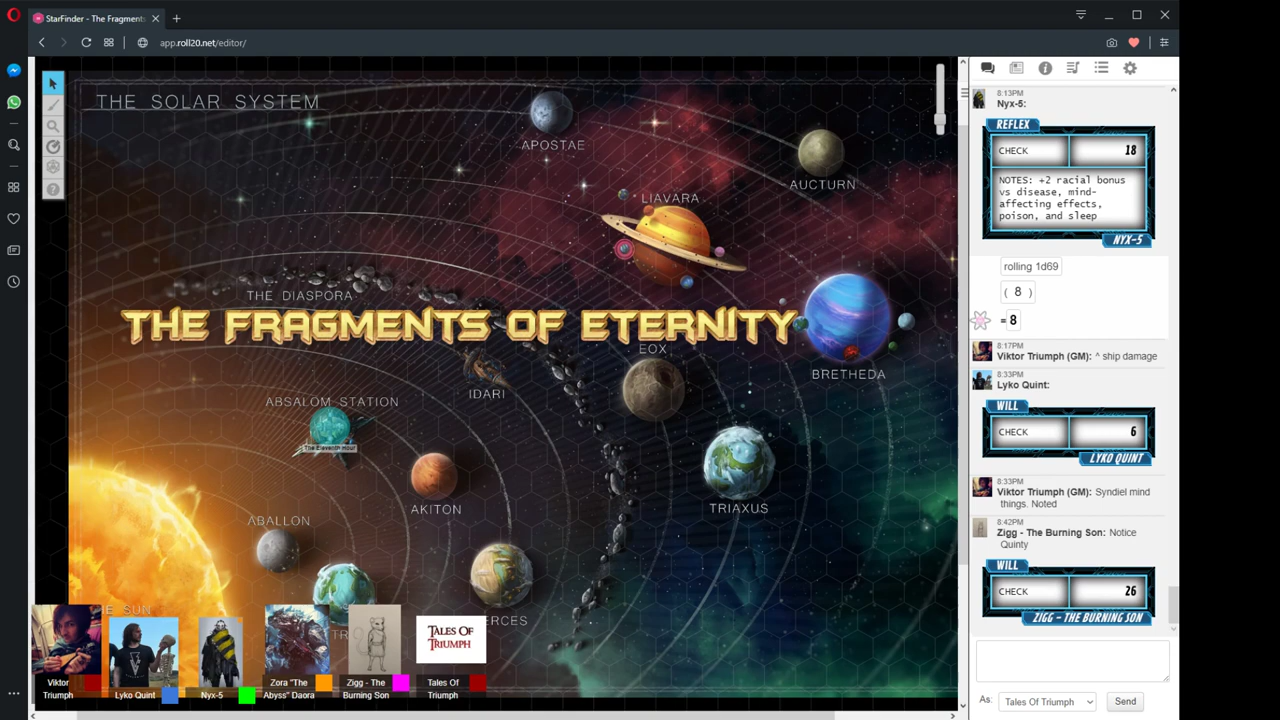 StarFinder - The Fragments
app.roll20.net/editor/
THE SOLAR SYSTEM
APOSTAE
AUCTURN
LIAVARA
THE DIASPORA
THE FRAGMENTS OF ETERNITY
EOX
BRETHEDA
IDARI
ABSALOM STATION
The Eleventh Hour
AKITON
TRIAXUS
ABALLON
E SUN
TR
ERCES
TALES OF
TRIUMPH
Viktor
Triumph
Lyko Quint
Nyx-5
Zora "The
Abyss" Daora
Zigg - The
Burning Son
Tales Of
Triumph
8:13PM
Nyx-5:
REFLEX
CHECK 18
NOTES: +2 racial bonus
vs disease, mind-
affecting effects,
poison, and sleep
NYX-5
rolling 1d69
( 8 )
=8
8:17PM
Viktor Triumph (GM): ^ ship damage
8:33PM
Lyko Quint:
WILL
CHECK 6
LYKO QUINT
8:33PM
Viktor Triumph (GM): Syndiel mind
things. Noted
8:42PM
Zigg - The Burning Son: Notice
Quinty
WILL
CHECK 26
ZIGG - THE BURNING SON
As: Tales Of Triumph Send